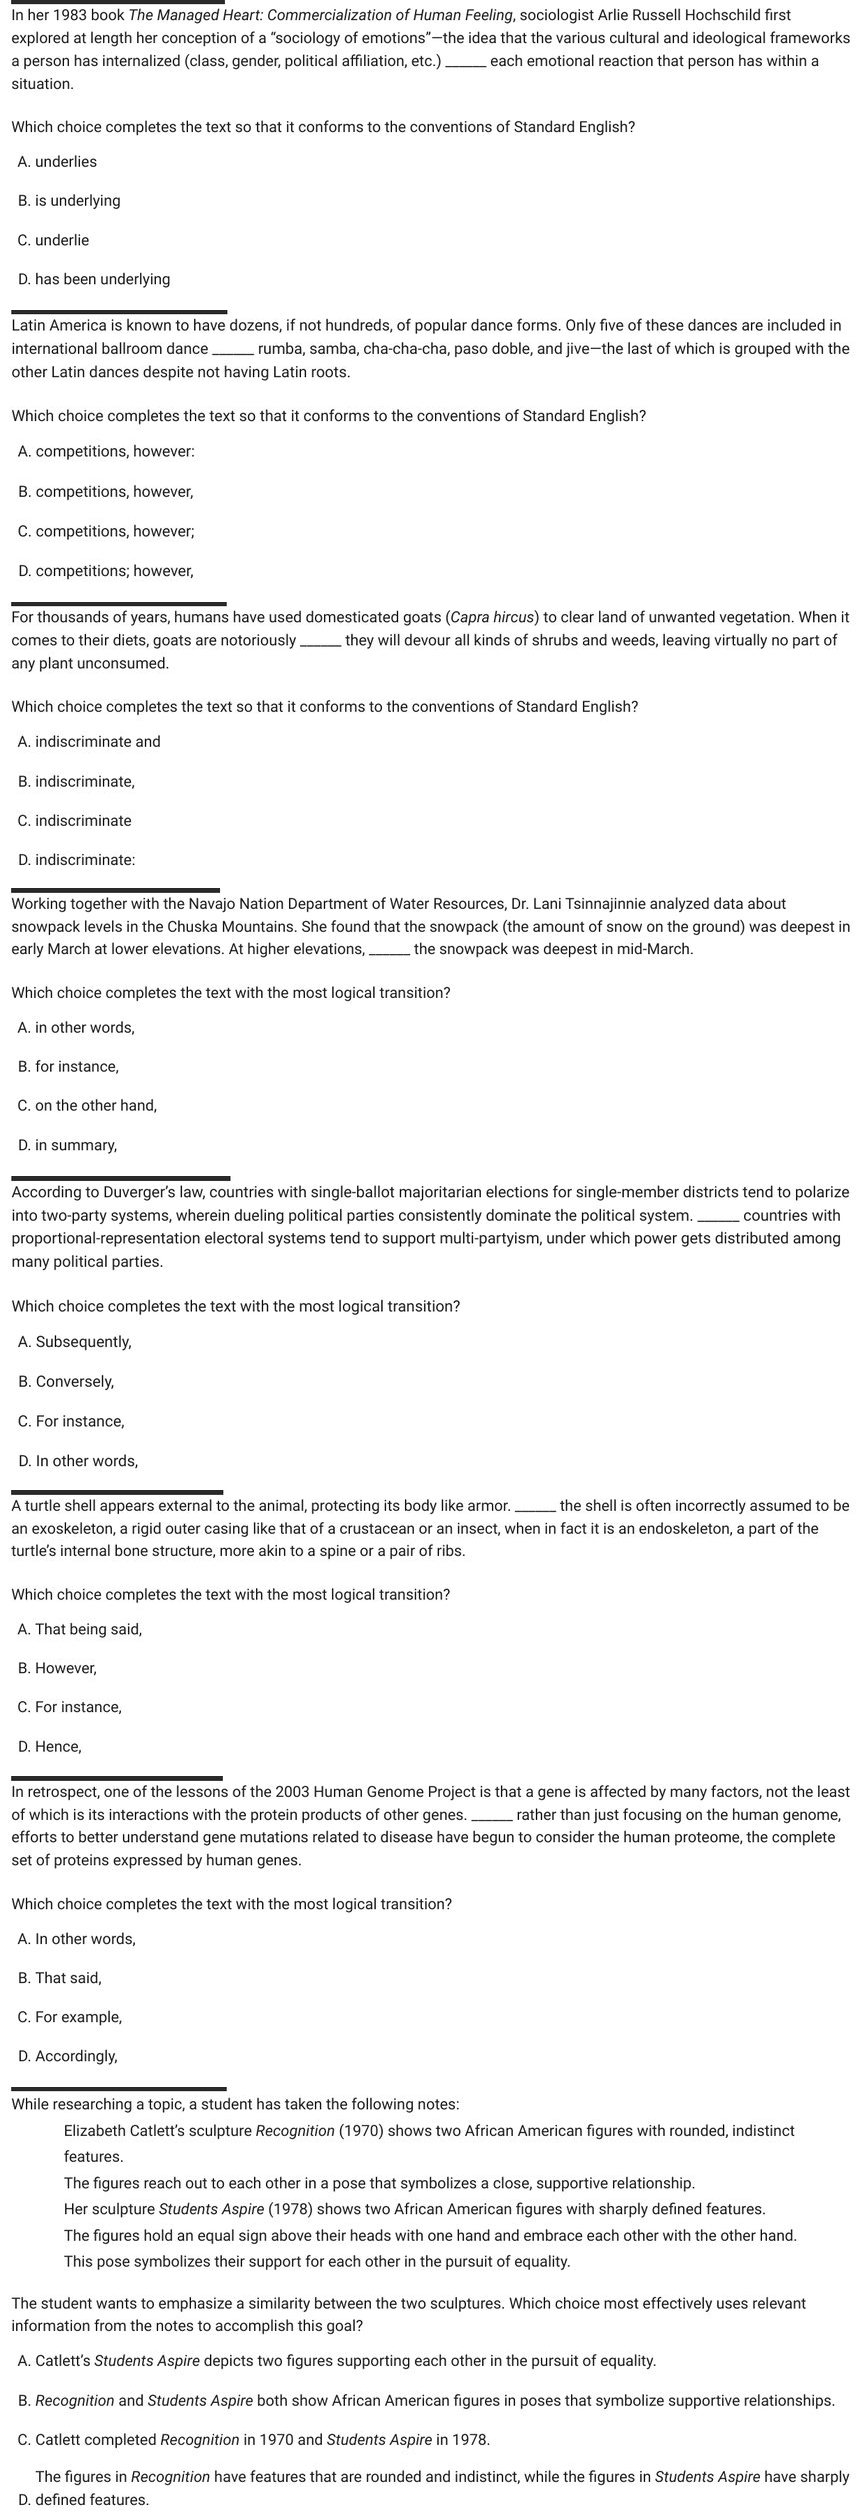 In her 1983 book The Managed Heart: Commercialization of Human Feeling, sociologist Arlie Russell Hochschild first
explored at length her conception of a “sociology of emotions”—the idea that the various cultural and ideological frameworks
a person has internalized (class, gender, political affiliation, etc.) ______ each emotional reaction that person has within a
situation.
Which choice completes the text so that it conforms to the conventions of Standard English?
A. underlies
B. is underlying
C. underlie
D. has been underlying
Latin America is known to have dozens, if not hundreds, of popular dance forms. Only five of these dances are included in
international ballroom dance ______ rumba, samba, cha-cha-cha, paso doble, and jive—the last of which is grouped with the
other Latin dances despite not having Latin roots.
Which choice completes the text so that it conforms to the conventions of Standard English?
A. competitions, however:
B. competitions, however,
C. competitions, however;
D. competitions; however,
For thousands of years, humans have used domesticated goats (Capra hircus) to clear land of unwanted vegetation. When it
comes to their diets, goats are notoriously ______ they will devour all kinds of shrubs and weeds, leaving virtually no part of
any plant unconsumed.
Which choice completes the text so that it conforms to the conventions of Standard English?
A. indiscriminate and
B. indiscriminate,
C. indiscriminate
D. indiscriminate:
Working together with the Navajo Nation Department of Water Resources, Dr. Lani Tsinnajinnie analyzed data about
snowpack levels in the Chuska Mountains. She found that the snowpack (the amount of snow on the ground) was deepest in
early March at lower elevations. At higher elevations, ______ the snowpack was deepest in mid-March.
Which choice completes the text with the most logical transition?
A. in other words,
B. for instance,
C. on the other hand,
D. in summary,
According to Duverger’s law, countries with single-ballot majoritarian elections for single-member districts tend to polarize
into two-party systems, wherein dueling political parties consistently dominate the political system. ______ countries with
proportional-representation electoral systems tend to support multi-partyism, under which power gets distributed among
many political parties.
Which choice completes the text with the most logical transition?
A. Subsequently,
B. Conversely,
C. For instance,
D. In other words,
A turtle shell appears external to the animal, protecting its body like armor. ______ the shell is often incorrectly assumed to be
an exoskeleton, a rigid outer casing like that of a crustacean or an insect, when in fact it is an endoskeleton, a part of the
turtle’s internal bone structure, more akin to a spine or a pair of ribs.
Which choice completes the text with the most logical transition?
A. That being said,
B. However,
C. For instance,
D. Hence,
In retrospect, one of the lessons of the 2003 Human Genome Project is that a gene is affected by many factors, not the least
of which is its interactions with the protein products of other genes. ______ rather than just focusing on the human genome,
efforts to better understand gene mutations related to disease have begun to consider the human proteome, the complete
set of proteins expressed by human genes.
Which choice completes the text with the most logical transition?
A. In other words,
B. That said,
C. For example,
D. Accordingly,
While researching a topic, a student has taken the following notes:
Elizabeth Catlett’s sculpture Recognition (1970) shows two African American figures with rounded, indistinct
features.
The figures reach out to each other in a pose that symbolizes a close, supportive relationship.
Her sculpture Students Aspire (1978) shows two African American figures with sharply defined features.
The figures hold an equal sign above their heads with one hand and embrace each other with the other hand.
This pose symbolizes their support for each other in the pursuit of equality.
The student wants to emphasize a similarity between the two sculptures. Which choice most effectively uses relevant
information from the notes to accomplish this goal?
A. Catlett’s Students Aspire depicts two figures supporting each other in the pursuit of equality.
B. Recognition and Students Aspire both show African American figures in poses that symbolize supportive relationships.
C. Catlett completed Recognition in 1970 and Students Aspire in 1978.
The figures in Recognition have features that are rounded and indistinct, while the figures in Students Aspire have sharply
D. defined features.